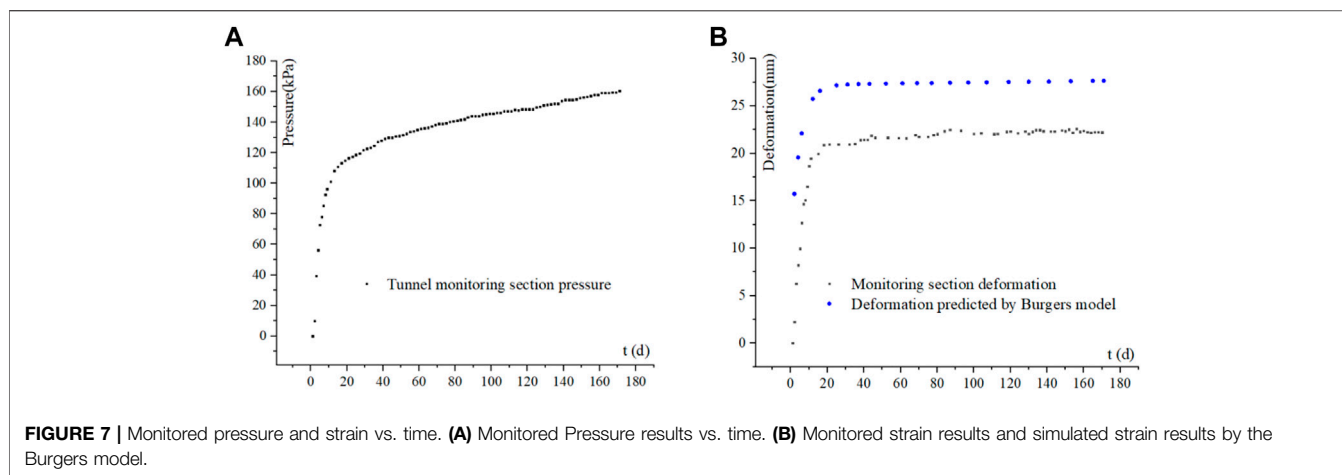 A
180
160
140
120
100
80
60
40
20
0
Pressure(kPa)
Tunnel monitoring section pressure
t (d)
0 20 40 60 80 100 120 140 160 180
B
30
25
20
15
10
5
0
Deformation(mm)
Monitoring section deformation
Deformation predicted by Burgers model
t (d)
0 20 40 60 80 100 120 140 160 180
FIGURE 7 | Monitored pressure and strain vs. time. (A) Monitored Pressure results vs. time. (B) Monitored strain results and simulated strain results by the
Burgers model.